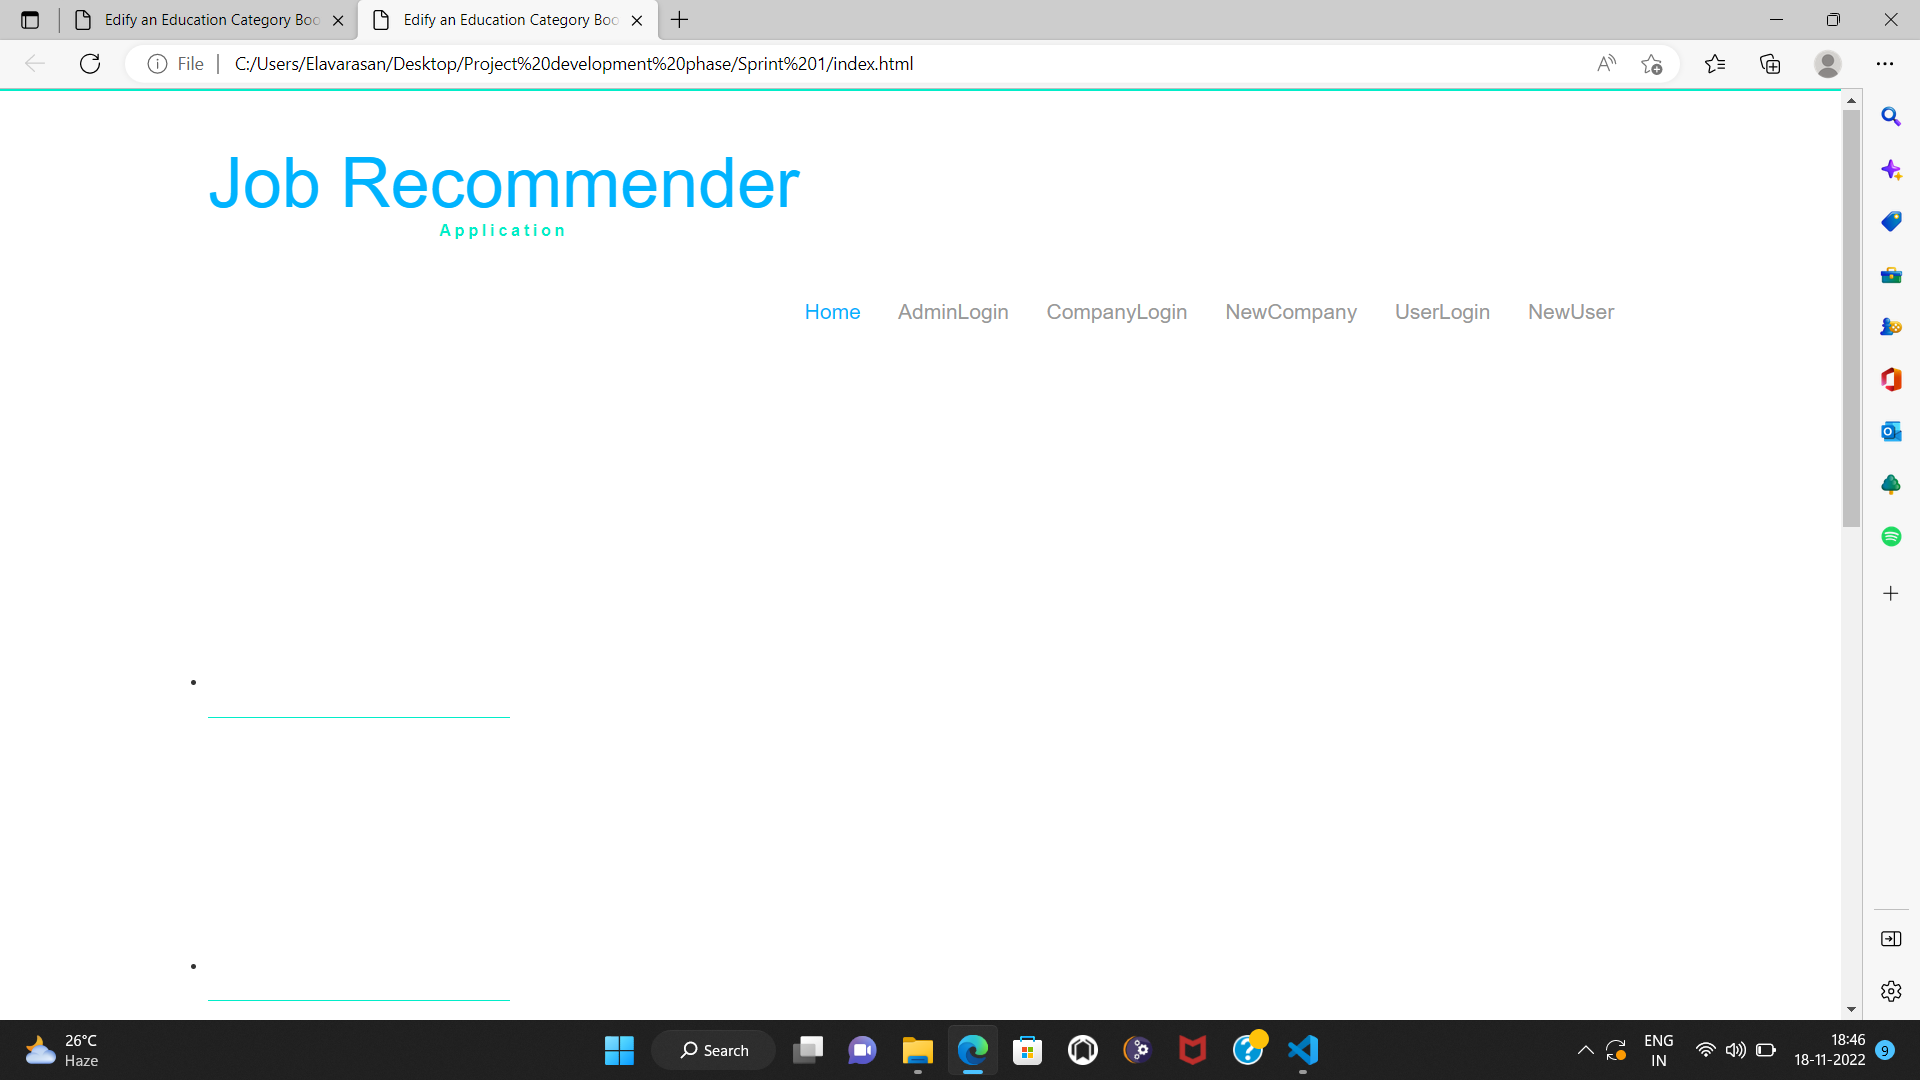 Edify an Education Category Boo
Edify an Education Category Boo
File
C:/Users/Elavarasan/Desktop/Project%20development%20phase/Sprint%201/index.html
Job Recommender
Application
Home AdminLogin CompanyLogin NewCompany UserLogin NewUser
26°C
Haze
Search
ENG
IN
18:46
18-11-2022
9